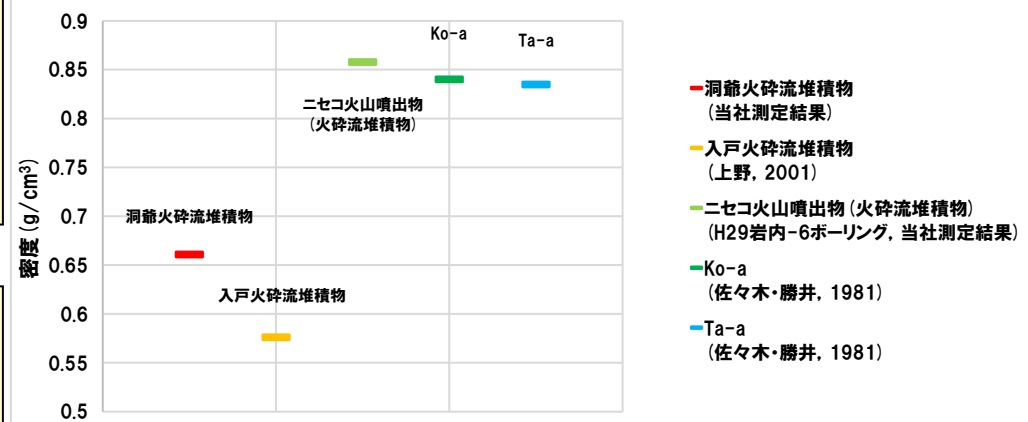 0.9
0.85
0.8
0.75
0.7
0.65
0.6
0.55
0.5
密度(g/cm³)
Ko-a
Ta-a
ニセコ火山噴出物
(火砕流堆積物)
洞爺火砕流堆積物
入戸火砕流堆積物
洞爺火砕流堆積物
(当社測定結果)
入戸火砕流堆積物
(上野, 2001)
ニセコ火山噴出物(火砕流堆積物)
(H29岩内-6ボーリング, 当社測定結果)
Ko-a
(佐々木・勝井, 1981)
Ta-a
(佐々木・勝井, 1981)